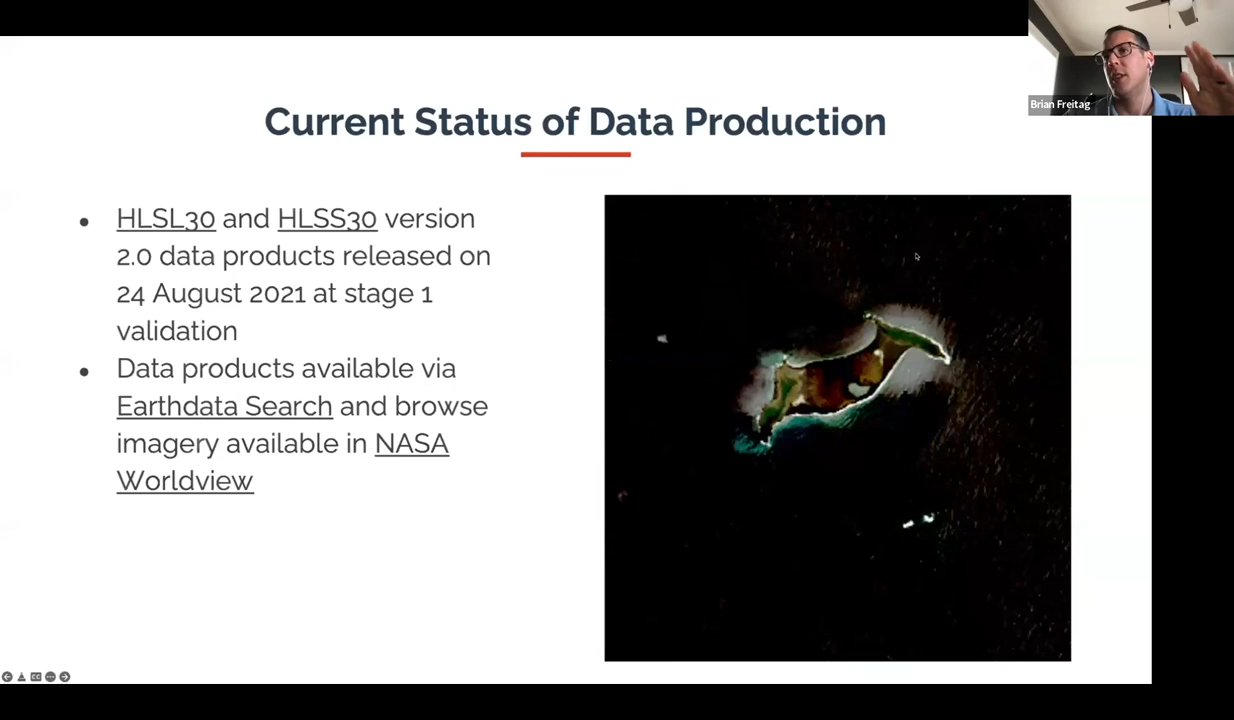 Brian Freitag
Current Status of Data Production
● HLSL30 and HLSS30 version
2.0 data products released on
24 August 2021 at stage 1
validation
● Data products available via
Earthdata Search and browse
imagery available in NASA
Worldview